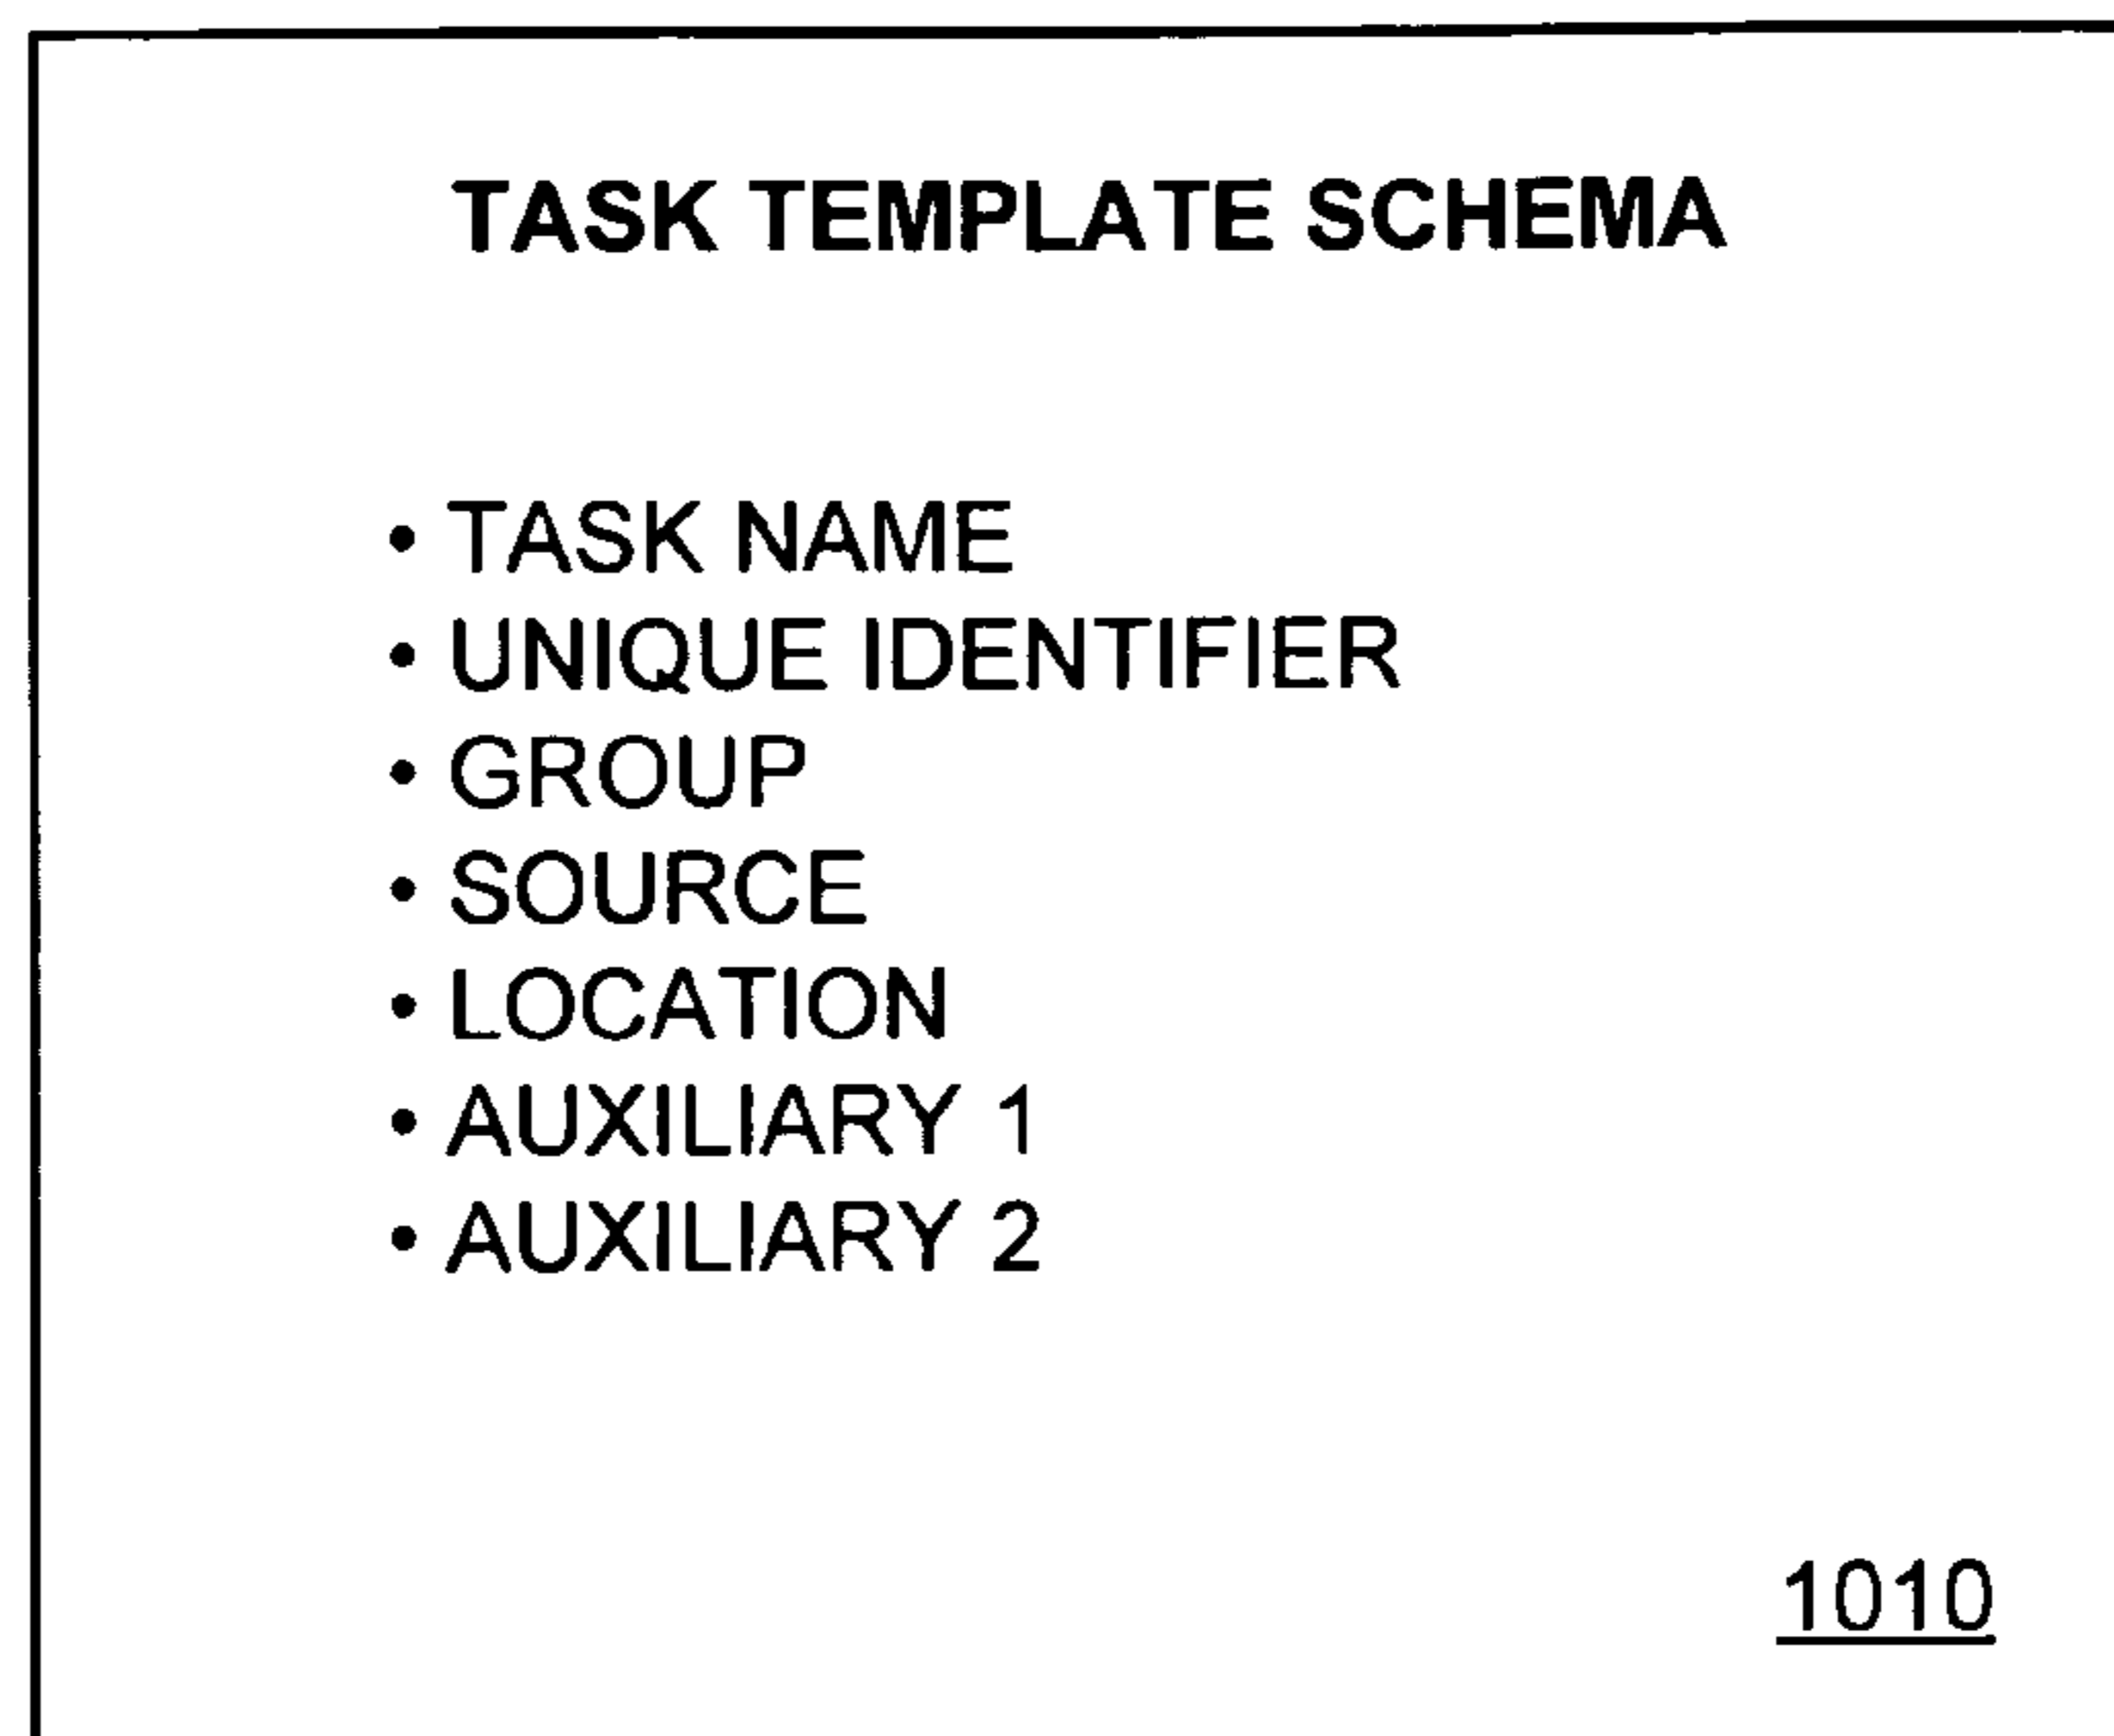 TASK TEMPLATE SCHEMA
• TASK NAME
• UNIQUE IDENTIFIER
• GROUP
• SOURCE
• LOCATION
• AUXILIARY 1
• AUXILIARY 2
1010